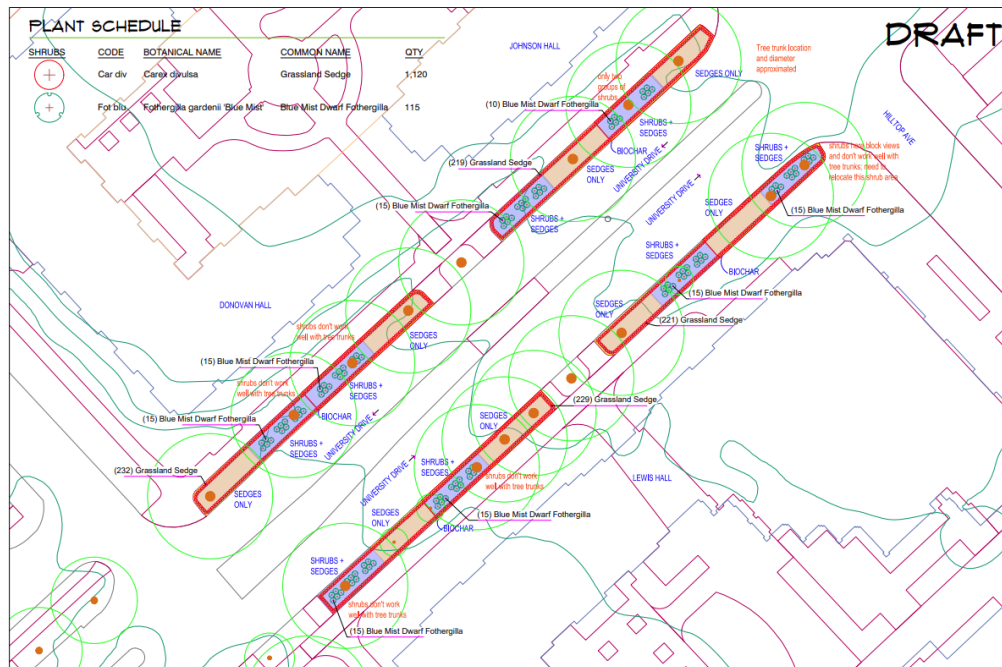 PLANT SCHEDULE
DRAFT
SHRUBS CODE BOTANICAL NAME COMMON NAME QTY
Car div Carex divulsa Grassland Sedge 1,120
Fot blu Fothergilla gardenii 'Blue Mist' Blue Mist Dwarf Fothergilla 115
JOHNSON HALL
Tree trunk location
and diameter
approximated
SEDGES ONLY
only two
groups of
shrubs
(10) Blue Mist Dwarf Fothergilla
SHRUBS +
SEDGES
BIOCHAR
HILLTOP AVE
(219) Grassland Sedge
SEDGES
ONLY
UNIVERSITY DRIVE
UNIVERSITY DRIVE
SHRUBS +
SEDGES
shrubs here block views
and don't work well with
tree trunks; need to
relocate this shrub area
(15) Blue Mist Dwarf Fothergilla
SHRUBS +
SEDGES
SEDGES
ONLY
(15) Blue Mist Dwarf Fothergilla
SHRUBS +
SEDGES
BIOCHAR
(15) Blue Mist Dwarf Fothergilla
DONOVAN HALL
SEDGES
ONLY
(221) Grassland Sedge
shrubs don't work
well with tree trunks
SEDGES
ONLY
(15) Blue Mist Dwarf Fothergilla
shrubs don't work
well with tree trunks
SHRUBS +
SEDGES
(229) Grassland Sedge
(15) Blue Mist Dwarf Fothergilla
BIOCHAR
UNIVERSITY DRIVE
SEDGES
ONLY
SHRUBS +
SEDGES
(232) Grassland Sedge
SEDGES
ONLY
UNIVERSITY DRIVE
SHRUBS +
SEDGES
shrubs don't work
well with tree trunks
LEWIS HALL
SEDGES
ONLY
(15) Blue Mist Dwarf Fothergilla
BIOCHAR
SHRUBS +
SEDGES
shrubs don't work
well with tree trunks
(15) Blue Mist Dwarf Fothergilla